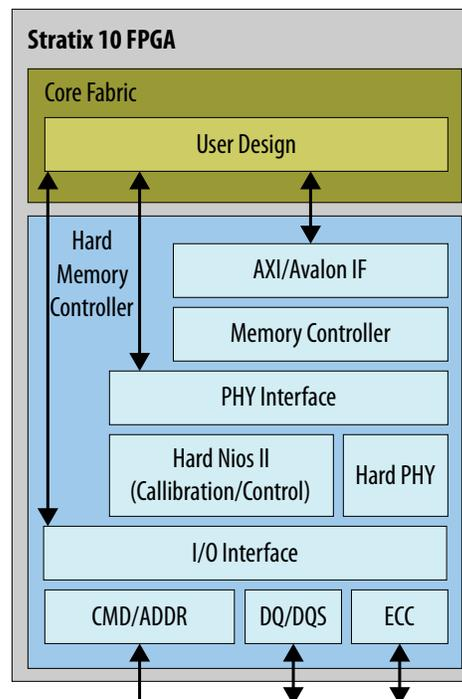 Stratix 10 FPGA
Core Fabric
User Design
Hard
Memory
Controller
AXI/Avalon IF
Memory Controller
PHY Interface
Hard Nios II
(Callibration/Control)
Hard PHY
I/O Interface
CMD/ADDR
DQ/DQS
ECC